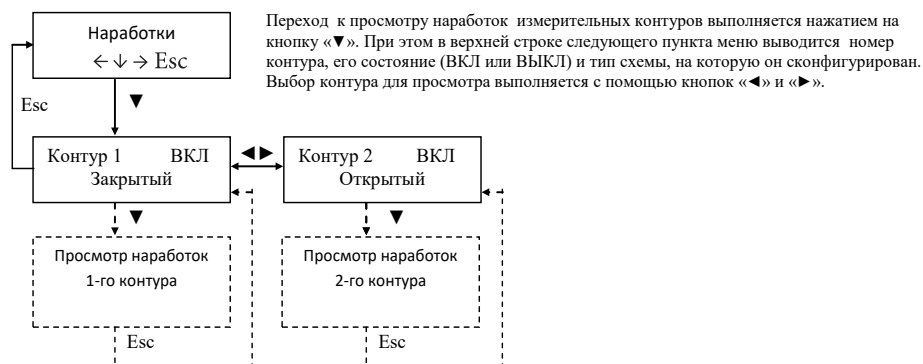 Наработки
← ↓ → Esc
Переход к просмотру наработок измерительных контуров выполняется нажатием на
кнопку «▼». При этом в верхней строке следующего пункта меню выводится номер
контура, его состояние (ВКЛ или ВЫКЛ) и тип схемы, на которую он сконфигурирован.
Выбор контура для просмотра выполняется с помощью кнопок «◄» и «►».
Esc
▼
Контур 1 ВКЛ
Закрытый
◄►
Контур 2 ВКЛ
Открытый
▼
▼
Просмотр наработок
1-го контура
Просмотр наработок
2-го контура
Esc
Esc